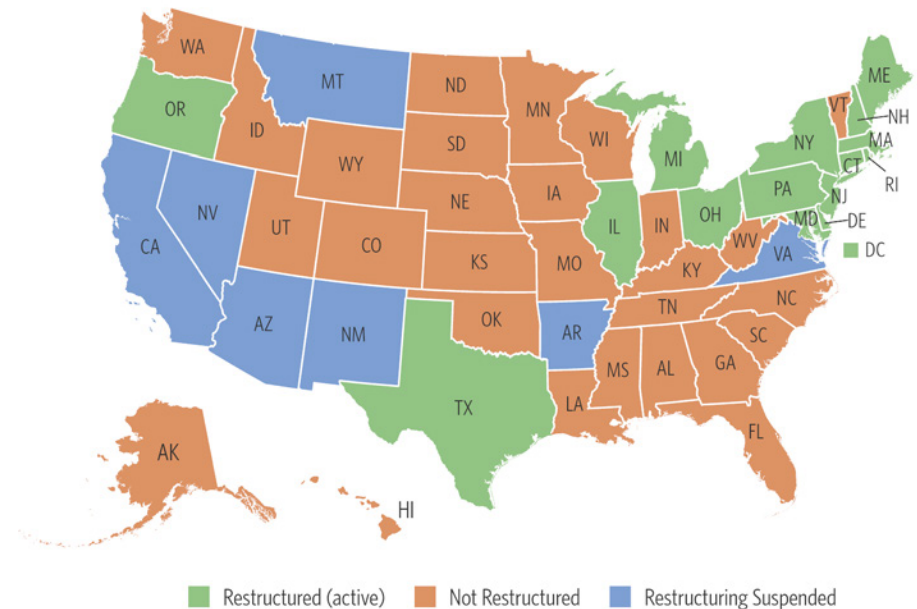 WA
MT
ND
MN
ME
OR
ID
SD
WI
VT
NH
WY
MI
NY
MA
NE
IA
CT
RI
PA
NV
UT
CO
IL
IN
OH
NJ
CA
KS
MO
WV
MD
DE
VA
DC
KY
AZ
NM
OK
AR
TN
NC
SC
MS
AL
GA
TX
LA
FL
AK
HI
Restructured (active) Not Restructured Restructuring Suspended